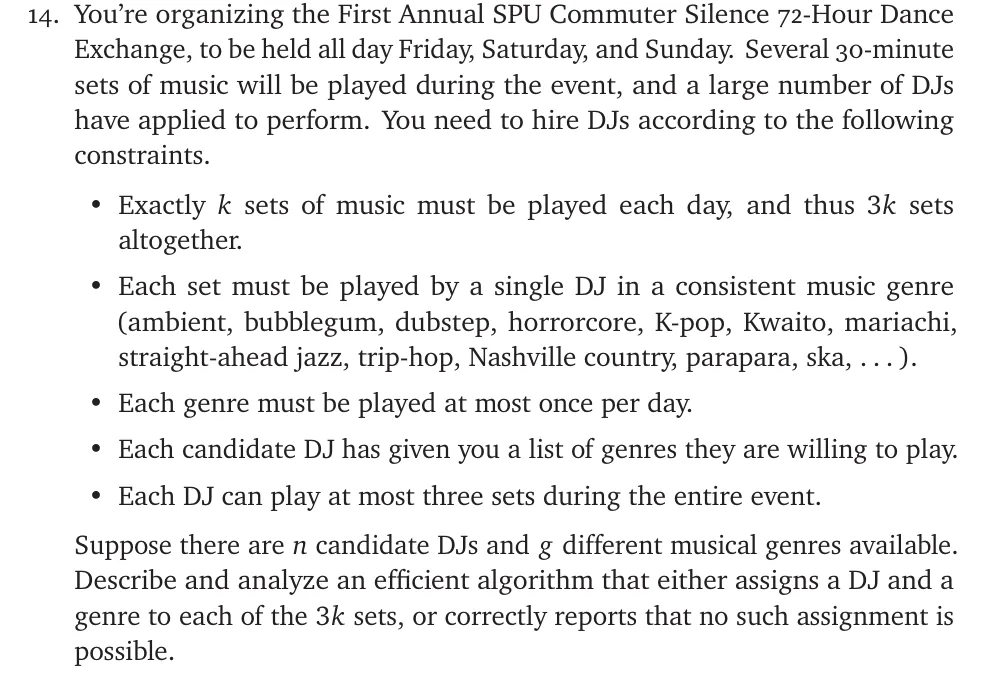 14. You’re organizing the First Annual SPU Commuter Silence 72-Hour Dance
Exchange, to be held all day Friday, Saturday, and Sunday. Several 30-minute
sets of music will be played during the event, and a large number of DJs
have applied to perform. You need to hire DJs according to the following
constraints.
• Exactly k sets of music must be played each day, and thus 3k sets
altogether.
• Each set must be played by a single DJ in a consistent music genre
(ambient, bubblegum, dubstep, horrorcore, K-pop, Kwaito, mariachi,
straight-ahead jazz, trip-hop, Nashville country, parapara, ska, . . . ).
• Each genre must be played at most once per day.
• Each candidate DJ has given you a list of genres they are willing to play.
• Each DJ can play at most three sets during the entire event.
Suppose there are n candidate DJs and g different musical genres available.
Describe and analyze an efficient algorithm that either assigns a DJ and a
genre to each of the 3k sets, or correctly reports that no such assignment is
possible.